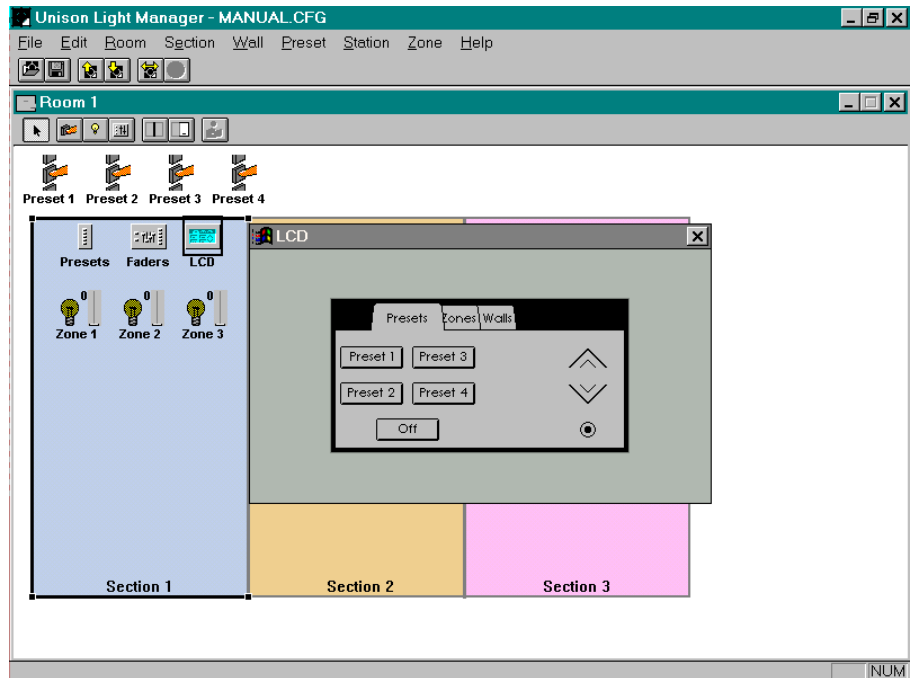 Unison Light Manager - MANUAL.CFG
File Edit Room Section Wall Preset Station Zone Help
Room 1
Preset 1 Preset 2 Preset 3 Preset 4
Presets Faders LCD
LCD
0 0 0
Zone 1 Zone 2 Zone 3
Presets Zones Walls
Preset 1 Preset 3
Preset 2 Preset 4
Off
Section 1 Section 2 Section 3
NUM